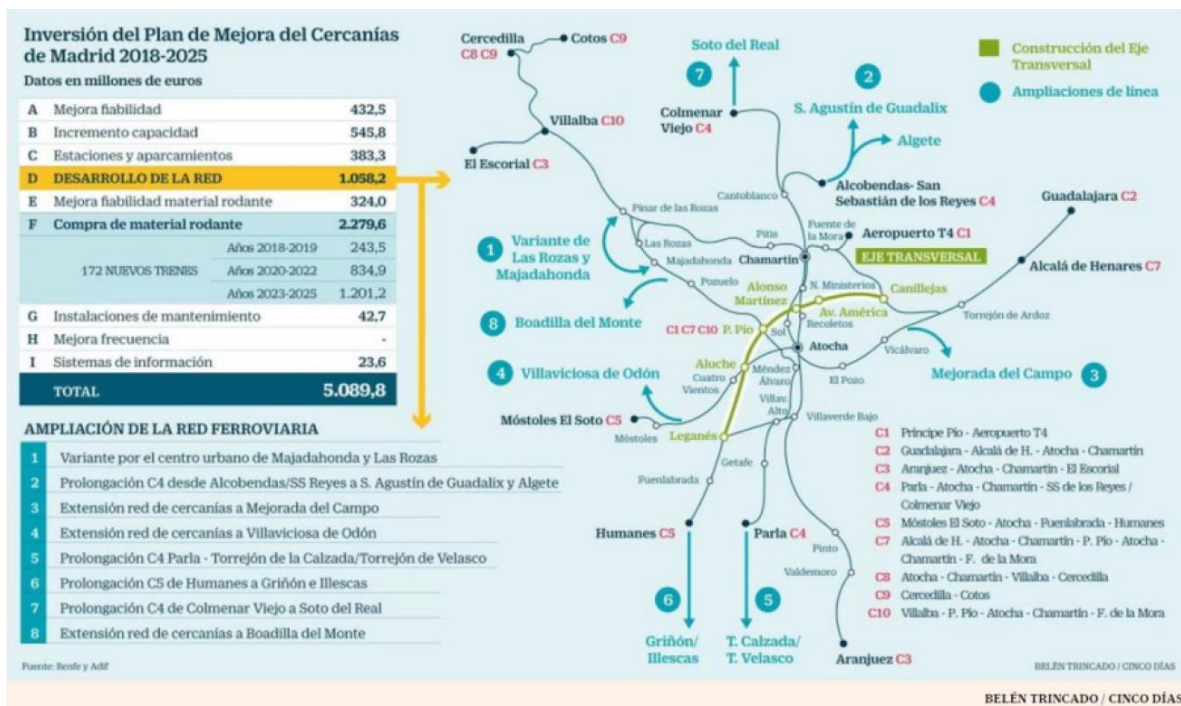 Inversión del Plan de Mejora del Cercanías
de Madrid 2018-2025
Datos en millones de euros
A Mejora fiabilidad 432,5
B Incremento capacidad 545,8
C Estaciones y aparcamientos 383,3
D DESARROLLO DE LA RED 1.058,2
E Mejora fiabilidad material rodante 324,0
F Compra de material rodante 2.279,6
172 NUEVOS TRENES
Años 2018-2019 243,5
Años 2020-2022 834,9
Años 2023-2025 1.201,2
G Instalaciones de mantenimiento 42,7
H Mejora frecuencia -
I Sistemas de información 23,6
TOTAL 5.089,8
AMPLIACIÓN DE LA RED FERROVIARIA
1 Variante por el centro urbano de Majadahonda y Las Rozas
2 Prolongación C4 desde Alcobendas/SS Reyes a S. Agustín de Guadalix y Algete
3 Extensión red de cercanías a Mejorada del Campo
4 Extensión red de cercanías a Villaviciosa de Odón
5 Prolongación C4 Parla - Torrejón de la Calzada/Torrejón de Velasco
6 Prolongación C5 de Humanes a Griñón e Illescas
7 Prolongación C4 de Colmenar Viejo a Soto del Real
8 Extensión red de cercanías a Boadilla del Monte
Fuente: Renfe y Adif
Construcción del Eje
Transversal
Ampliaciones de línea
Cercedilla
C8 C9
Cotos C9
Soto del Real
7
2
S. Agustín de Guadalix
Algete
Colmenar
Viejo C4
Villalba C10
El Escorial C3
Cantoblanco
Alcobendas- San
Sebastián de los Reyes C4
Guadalajara C2
Pinar de las Rozas
Fuente de
la Mora
Aeropuerto T4 C1
EJE TRANSVERSAL
Pitis
Chamartín
Alcalá de Henares C7
1
Variante de
Las Rozas y
Majadahonda
Las Rozas
Majadahonda
Pozuelo
Alonso
Martínez
N. Ministerios
Canillejas
Av. América
Torrejón de Ardoz
8
Boadilla del Monte
C1 C7 C10 P. Pío
Sol
Recoletos
Atocha
Vicálvaro
Aluche
Méndez
Álvaro
El Pozo
Mejorada del Campo
3
4
Villaviciosa de Odón
Cuatro
Vientos
Villav.
Alto
Villaverde Bajo
Móstoles El Soto C5
Móstoles
Leganés
Getafe
Fuenlabrada
Humanes C5
Parla C4
Pinto
Valdemoro
6
5
Griñón/
Illescas
T. Calzada/
T. Velasco
Aranjuez C3
C1 Príncipe Pío - Aeropuerto T4
C2 Guadalajara - Alcalá de H. - Atocha - Chamartín
C3 Aranjuez - Atocha - Chamartín - El Escorial
C4 Parla - Atocha - Chamartín - SS de los Reyes /
Colmenar Viejo
C5 Móstoles El Soto - Atocha - Fuenlabrada - Humanes
C7 Alcalá de H. - Atocha - Chamartín - P. Pío - Atocha -
Chamartín - F. de la Mora
C8 Atocha - Chamartín - Villalba - Cercedilla
C9 Cercedilla - Cotos
C10 Villalba - P. Pío - Atocha - Chamartín - F. de la Mora
BELÉN TRINCADO / CINCO DÍAS
BELÉN TRINCADO / CINCO DÍAS